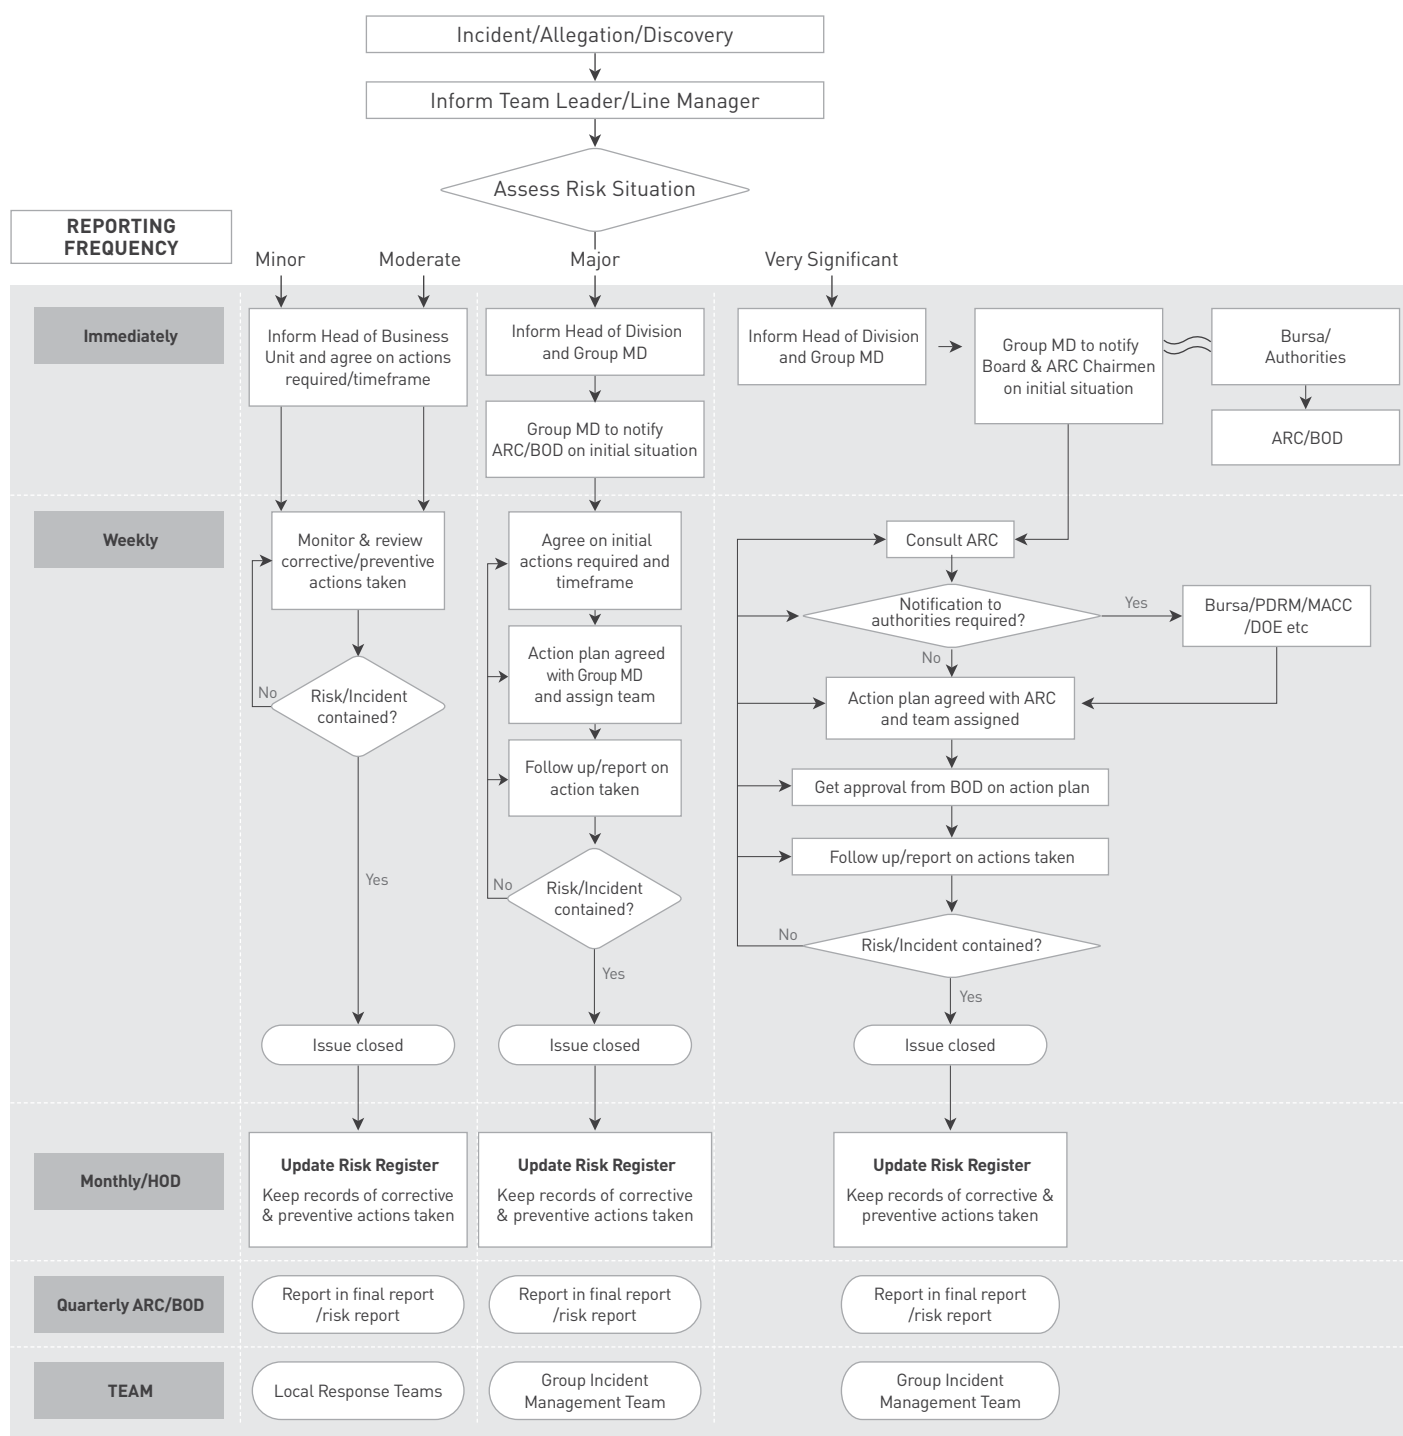 Incident/Allegation/Discovery
Inform Team Leader/Line Manager
Assess Risk Situation
REPORTING
FREQUENCY
Minor
Moderate
Major
Very Significant
Immediately
Inform Head of Business
Unit and agree on actions
required/timeframe
Inform Head of Division
and Group MD
Group MD to notify
ARC/BOD on initial situation
Inform Head of Division
and Group MD
Group MD to notify
Board & ARC Chairmen
on initial situation
Bursa/
Authorities
ARC/BOD
Weekly
Monitor & review
corrective/preventive
actions taken
No
Risk/Incident
contained?
Yes
Issue closed
Agree on initial
actions required and
timeframe
Action plan agreed
with Group MD
and assign team
Follow up/report on
action taken
No
Risk/Incident
contained?
Yes
Issue closed
Consult ARC
Notification to
authorities required?
Yes
Bursa/PDRM/MACC
/DOE etc
No
Action plan agreed with ARC
and team assigned
Get approval from BOD on action plan
Follow up/report on actions taken
No
Risk/Incident contained?
Yes
Issue closed
Monthly/HOD
Update Risk Register
Keep records of corrective
& preventive actions taken
Update Risk Register
Keep records of corrective
& preventive actions taken
Update Risk Register
Keep records of corrective &
preventive actions taken
Quarterly ARC/BOD
Report in final report
/risk report
Report in final report
/risk report
Report in final report
/risk report
TEAM
Local Response Teams
Group Incident
Management Team
Group Incident
Management Team